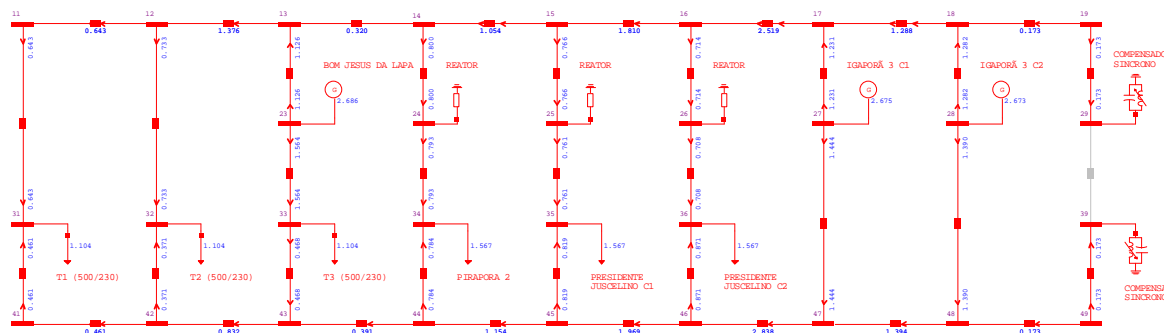 11 12 13 14 15 16 17 18 19
0.643 1.376 0.320 1.054 1.810 2.519 1.288 0.173
0.643 0.733 1.126 0.800 0.766 0.714 1.231 1.282 0.173
BOM JESUS DA LAPA REATOR REATOR REATOR IGAPORÃ 3 C1 IGAPORÃ 3 C2
COMPENSADO
SINCRONO
G 2.686 G 2.675 G 2.673
1.126 0.800 0.766 0.714 1.231 1.282 0.173
23 24 25 26 27 28 29
1.564 0.793 0.761 0.708 1.444 1.390
0.643 0.733 1.564 0.793 0.761 0.708
31 32 33 34 35 36 39
1.104 1.104 1.104 1.567 1.567 1.567
0.461 0.371 0.468 0.784 0.819 0.871 0.173
T1 (500/230) T2 (500/230) T3 (500/230) PIRAPORA 2
PRESIDENTE
JUSCELINO C1
PRESIDENTE
JUSCELINO C2
COMPENSA
SINCRONO
0.461 0.371 0.468 0.784 0.819 0.871 1.444 1.390 0.173
41 42 43 44 45 46 47 48 49
0.461 0.832 0.391 1.154 1.969 2.838 1.394 0.173